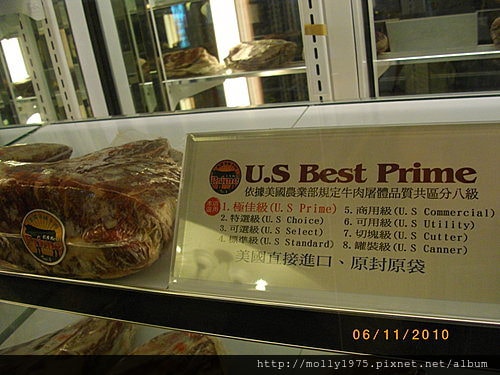 U.S Best Prime
依據美國農業部規定牛肉屠體品質共區分八級
1. 極佳級(U.S Prime)
2. 特選級(U.S Choice)
3. 可選級(U.S Select)
4. 標準級(U.S Standard)
5. 商用級(U.S Commercial)
6. 可用級(U.S Utility)
7. 切塊級(U.S Cutter)
8. 罐裝級(U.S Canner)
美國直接進口、原封原袋
06/11/2010
http://molly1975.pixnet.net/album